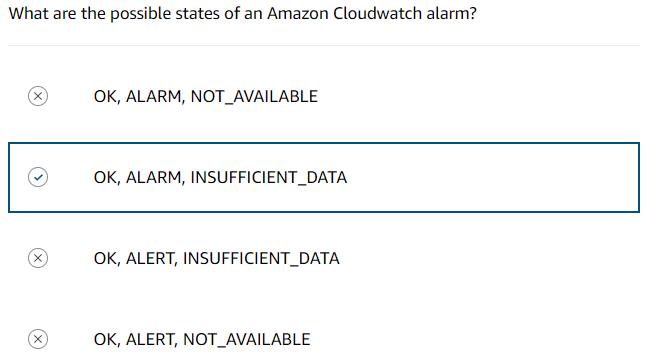 What are the possible states of an Amazon Cloudwatch alarm?
OK, ALARM, NOT_AVAILABLE
OK, ALARM, INSUFFICIENT_DATA
OK, ALERT, INSUFFICIENT_DATA
OK, ALERT, NOT_AVAILABLE